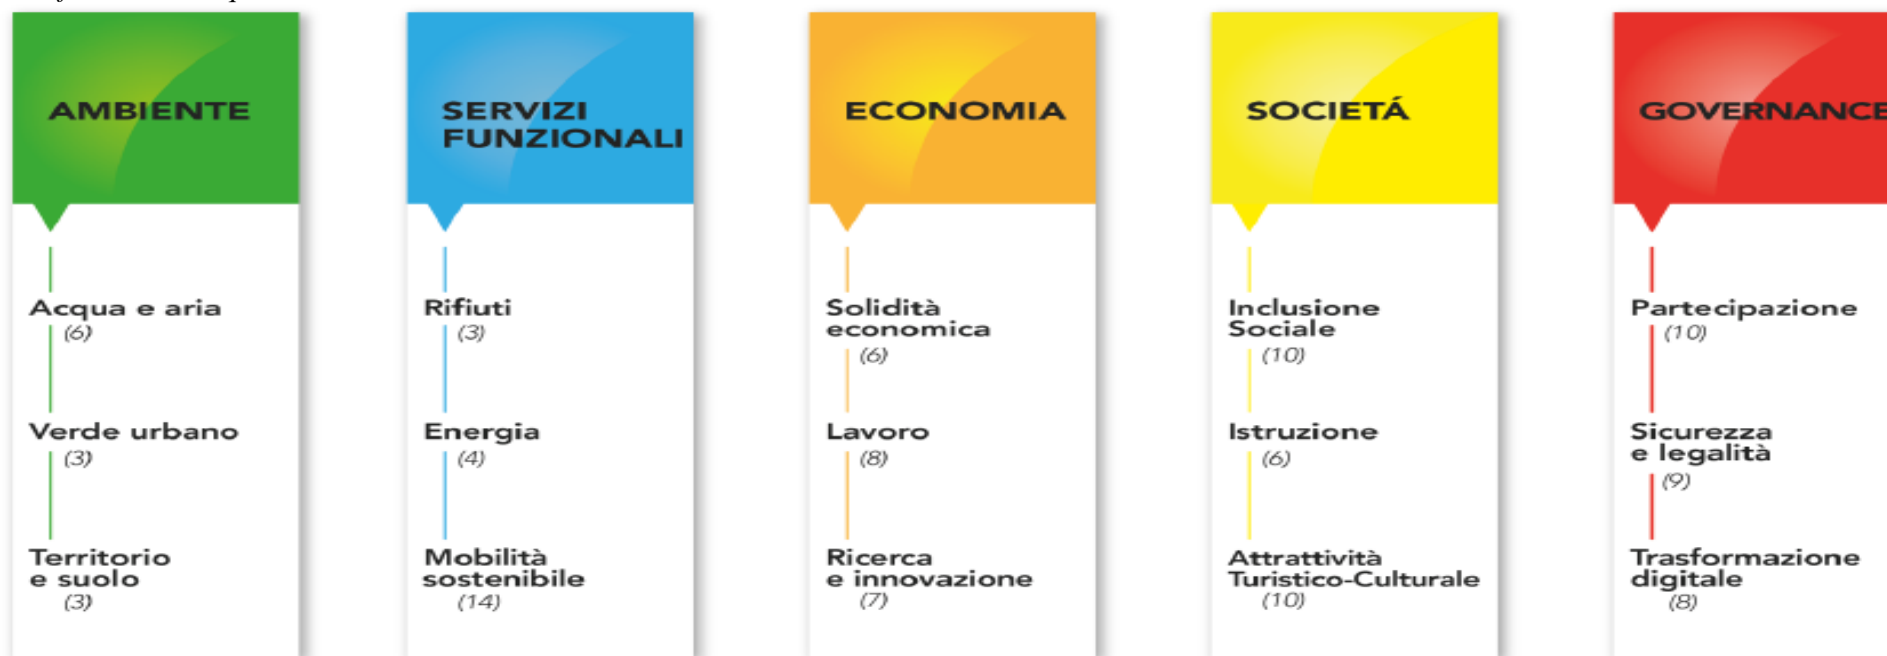 AMBIENTE
Acqua e aria
(6)
Verde urbano
(3)
Territorio
e suolo
(3)
SERVIZI
FUNZIONALI
Rifiuti
(3)
Energia
(4)
Mobilità
sostenibile
(14)
ECONOMIA
Solidità
economica
(6)
Lavoro
(8)
Ricerca
e innovazione
(7)
SOCIETÁ
Inclusione
Sociale
(10)
Istruzione
(6)
Attrattività
Turistico-Culturale
(10)
GOVERNANCE
Partecipazione
(10)
Sicurezza
e legalità
(9)
Trasformazione
digitale
(8)